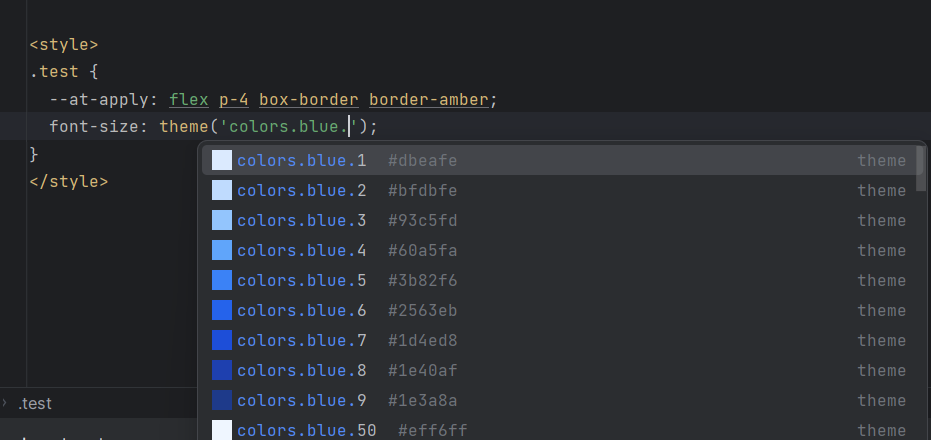 <style>
.test {
--at-apply: flex p-4 box-border border-amber;
font-size: theme('colors.blue.');
}
</style>
colors.blue.1 #dbeafe theme
colors.blue.2 #bfdbfe theme
colors.blue.3 #93c5fd theme
colors.blue.4 #60a5fa theme
colors.blue.5 #3b82f6 theme
colors.blue.6 #2563eb theme
colors.blue.7 #1d4ed8 theme
colors.blue.8 #1e40af theme
colors.blue.9 #1e3a8a theme
colors.blue.50 #eff6ff theme
.test